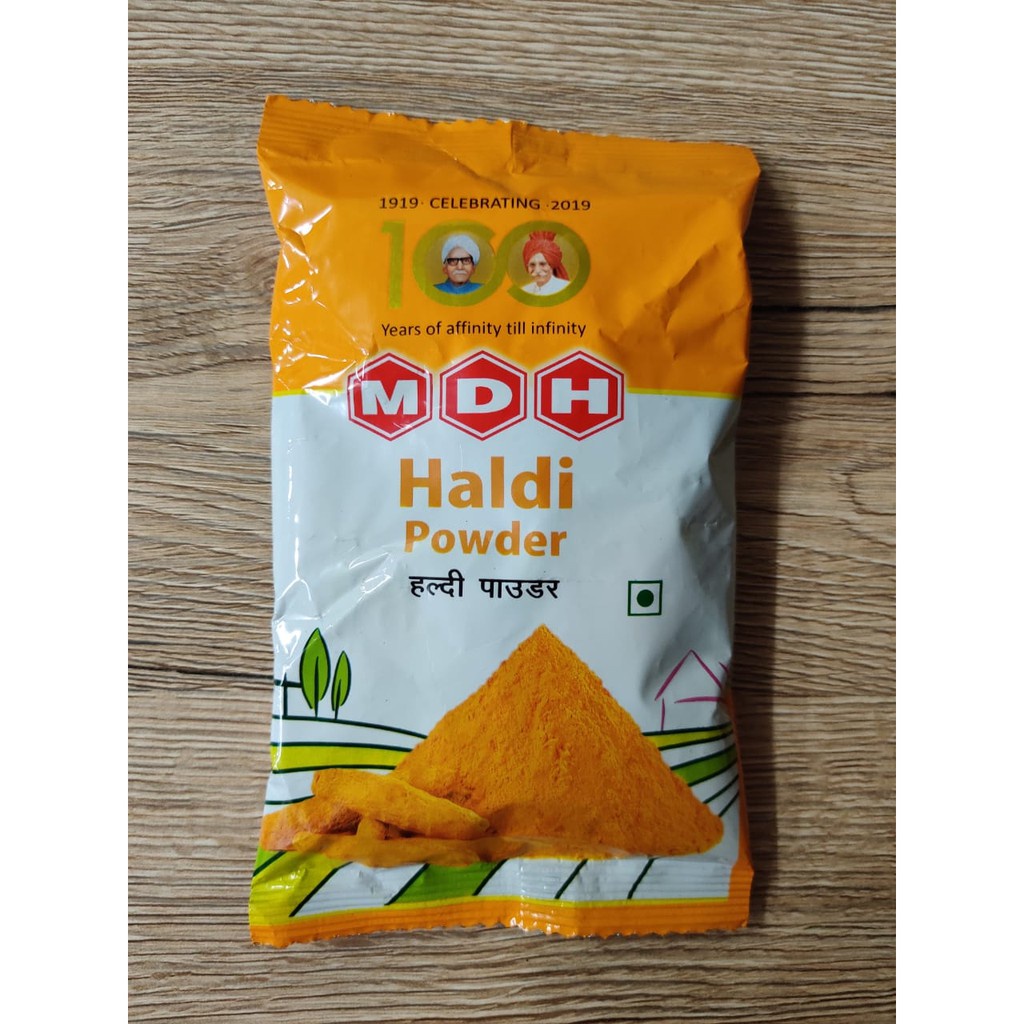 1919· CELEBRATING ·2019
100
Years of affinity till infinity
MDH
Haldi
Powder
हल्दी पाउडर